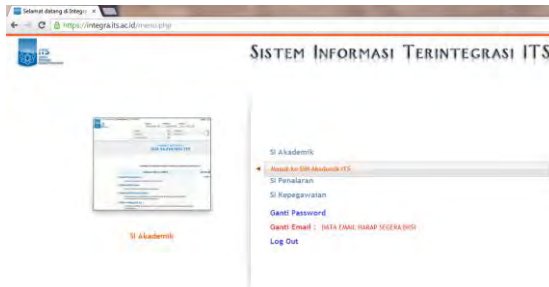 Selamat datang di Integra
https://integra.its.ac.id/menu.php
ITS
SISTEM INFORMASI TERINTEGRASI ITS
SI Akademik
Masuk ke SIM Akademik ITS
SI Penalaran
SI Kepegawaian
Ganti Password
Ganti Email : DATA EMAIL HARAP SEGERA DIISI
Log Out
SI Akademik